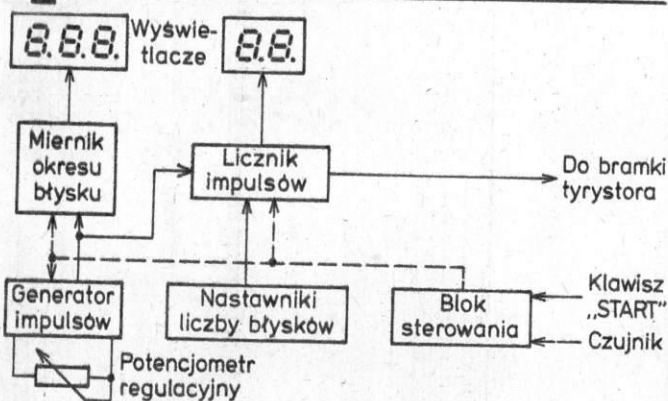 8.8.8.
Wyświe-
tlacze
8.8.
Miernik
okresu
błysku
Licznik
impulsów
Do bramki
tyrystora
Generator
impulsów
Nastawniki
liczby błysków
Blok
sterowania
Klawisz
„START"
Czujnik
Potencjometr
regulacyjny